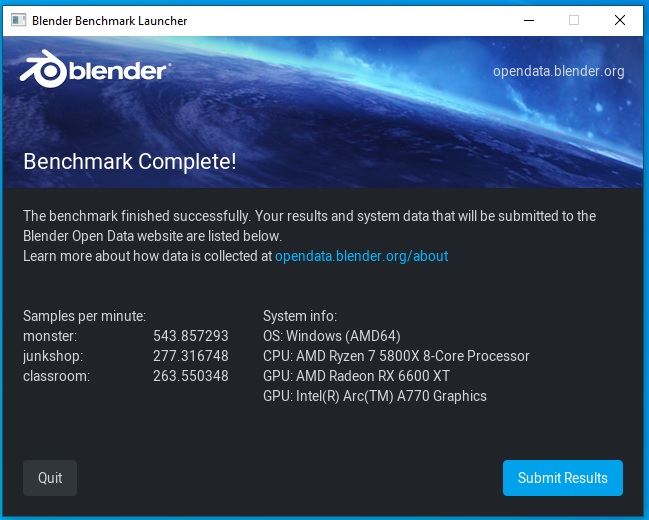 Blender Benchmark Launcher
blender
opendata.blender.org
Benchmark Complete!
The benchmark finished successfully. Your results and system data that will be submitted to the
Blender Open Data website are listed below.
Learn more about how data is collected at opendata.blender.org/about
Samples per minute:
monster: 543.857293
junkshop: 277.316748
classroom: 263.550348
System info:
OS: Windows (AMD64)
CPU: AMD Ryzen 7 5800X 8-Core Processor
GPU: AMD Radeon RX 6600 XT
GPU: Intel(R) Arc(TM) A770 Graphics
Quit
Submit Results